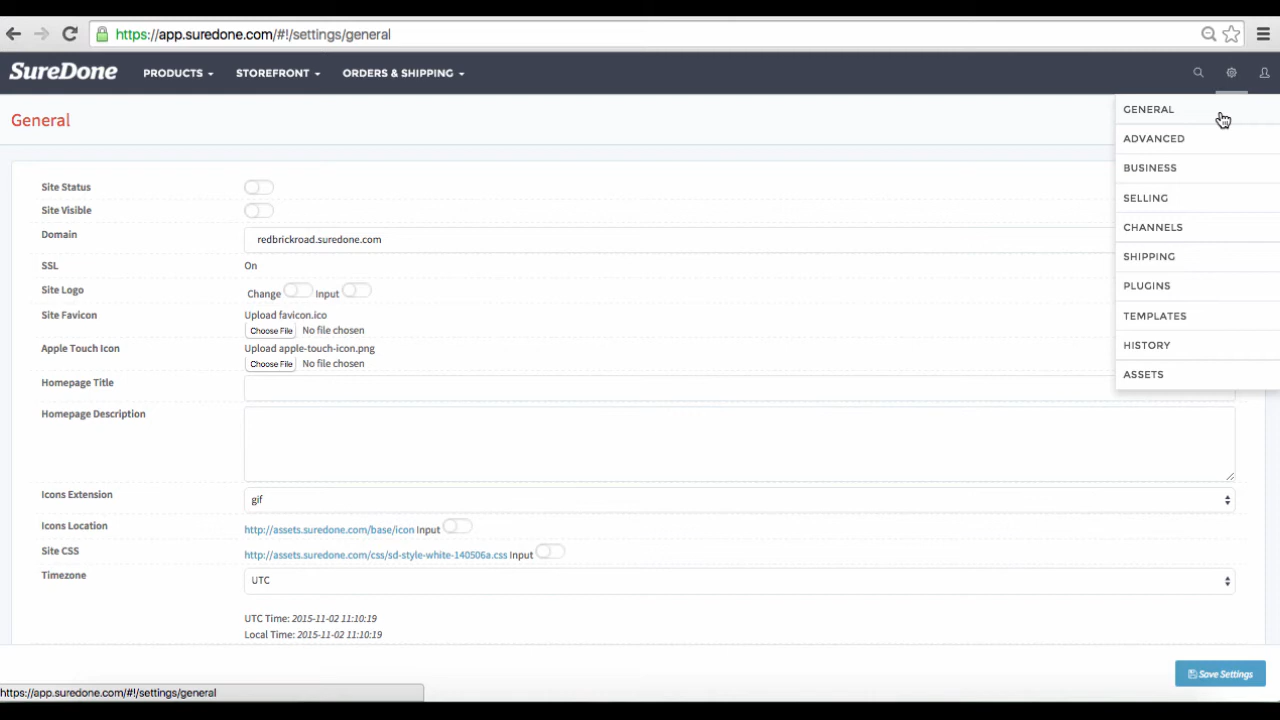 https://app.suredone.com/#!/settings/general
SureDone PRODUCTS STOREFRONT ORDERS & SHIPPING
General
GENERAL
ADVANCED
BUSINESS
SELLING
CHANNELS
SHIPPING
PLUGINS
TEMPLATES
HISTORY
ASSETS
Site Status
Site Visible
Domain redbrickroad.suredone.com
SSL On
Site Logo Change Input
Site Favicon Upload favicon.ico
Choose File No file chosen
Apple Touch Icon Upload apple-touch-icon.png
Choose File No file chosen
Homepage Title
Homepage Description
Icons Extension gif
Icons Location http://assets.suredone.com/base/icon Input
Site CSS http://assets.suredone.com/css/sd-style-white-140506a.css Input
Timezone UTC
UTC Time: 2015-11-02 11:10:19
Local Time: 2015-11-02 11:10:19
Save Settings
https://app.suredone.com/#!/settings/general